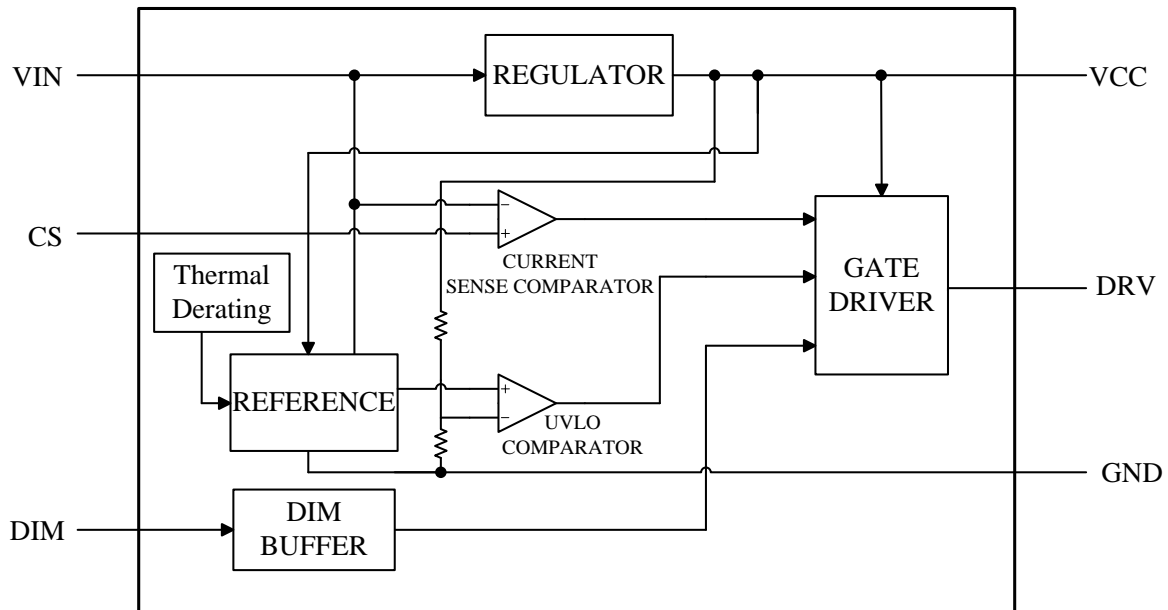 VIN
REGULATOR
VCC
−
+
CS
CURRENT
SENSE COMPARATOR
Thermal
Derating
GATE
DRIVER
DRV
REFERENCE
+
−
UVLO
COMPARATOR
GND
DIM
DIM
BUFFER